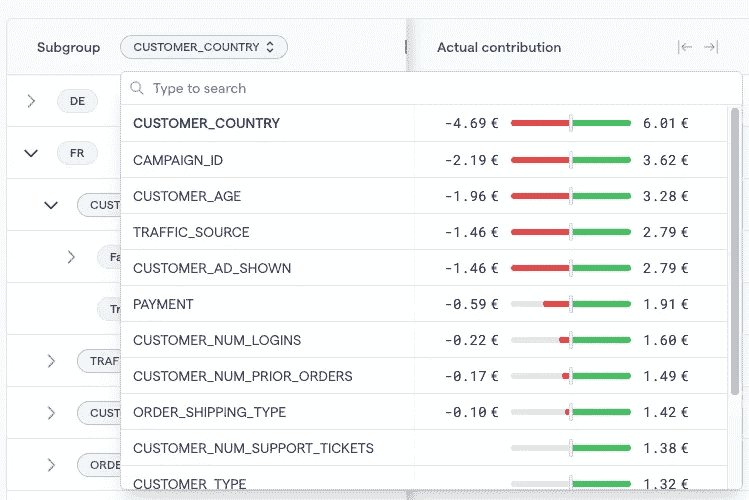 Subgroup CUSTOMER_COUNTRY Actual contribution
Type to search
DE
CUSTOMER_COUNTRY -4.69 € 6.01 €
FR
CAMPAIGN_ID -2.19 € 3.62 €
CUSTOMER_AGE -1.96 € 3.28 €
CUST
TRAFFIC_SOURCE -1.46 € 2.79 €
Fa
CUSTOMER_AD_SHOWN -1.46 € 2.79 €
PAYMENT -0.59 € 1.91 €
Tr
CUSTOMER_NUM_LOGINS -0.22 € 1.60 €
TRAF
CUSTOMER_NUM_PRIOR_ORDERS -0.17 € 1.49 €
ORDER_SHIPPING_TYPE -0.10 € 1.42 €
CUST
CUSTOMER_NUM_SUPPORT_TICKETS 1.38 €
ORDE
CUSTOMER_TYPE 1.32 €